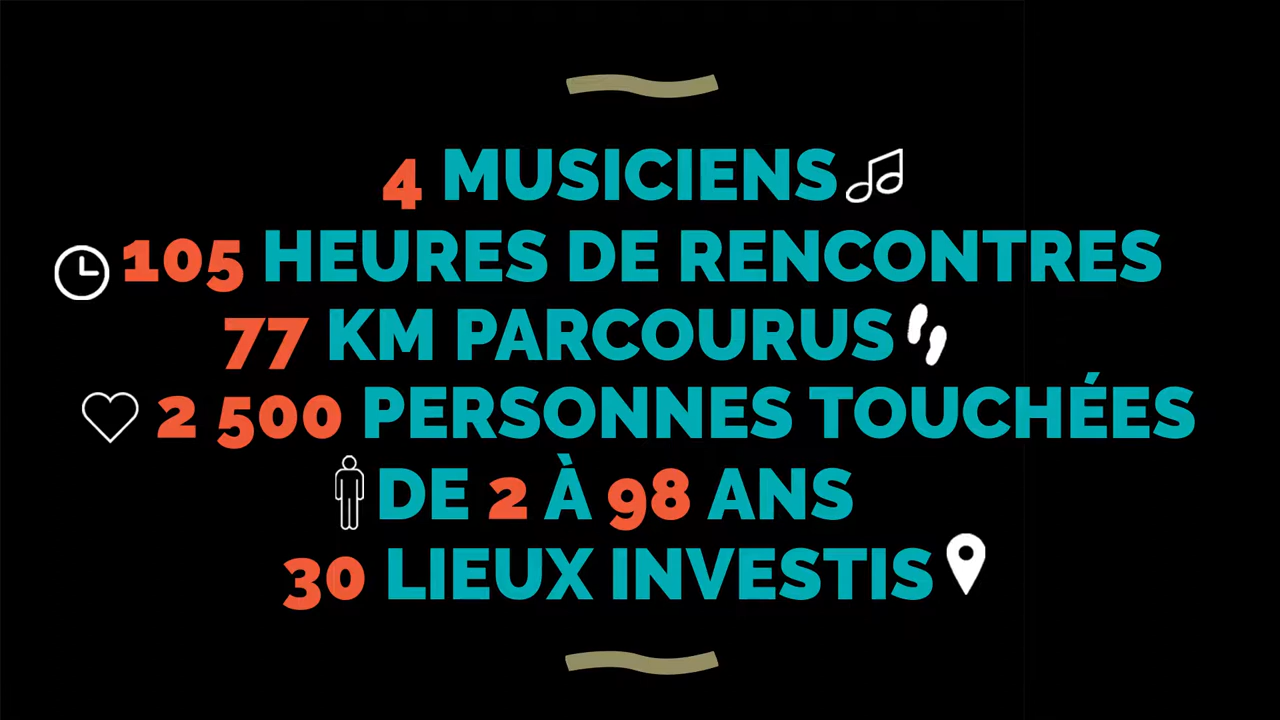 4 MUSICIENS
105 HEURES DE RENCONTRES
77 KM PARCOURUS
2 500 PERSONNES TOUCHÉES
DE 2 À 98 ANS
30 LIEUX INVESTIS